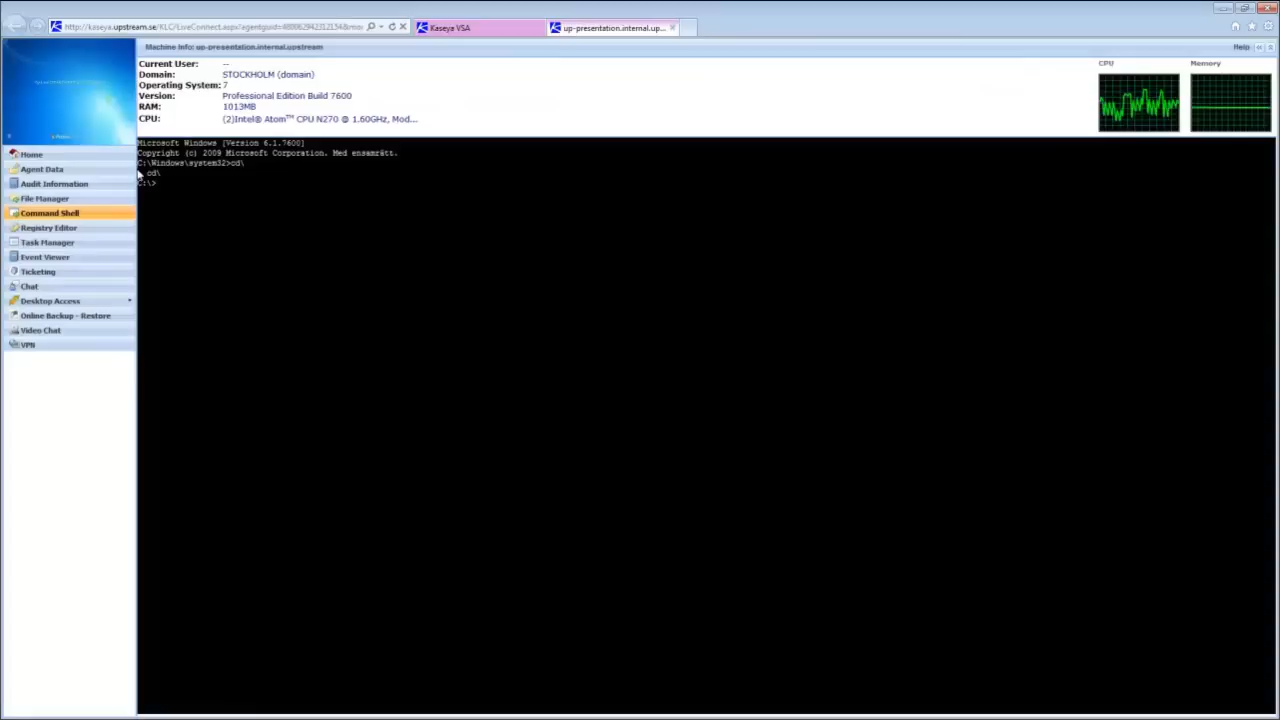 Kaseya VSA
up-presentation.internal.up...
Machine Info: up-presentation.internal.upstream
Help
Current User: --
Domain: STOCKHOLM (domain)
Operating System: 7
Version: Professional Edition Build 7600
RAM: 1013MB
CPU: (2)Intel® Atom™ CPU N270 @ 1.60GHz, Mod...
CPU
Memory
Home
Agent Data
Audit Information
File Manager
Command Shell
Registry Editor
Task Manager
Event Viewer
Ticketing
Chat
Desktop Access
Online Backup - Restore
Video Chat
VPN
Microsoft Windows [Version 6.1.7600]
Copyright (c) 2009 Microsoft Corporation. Med ensamrätt.
C:\Windows\system32>cd\
cd\
C:\>